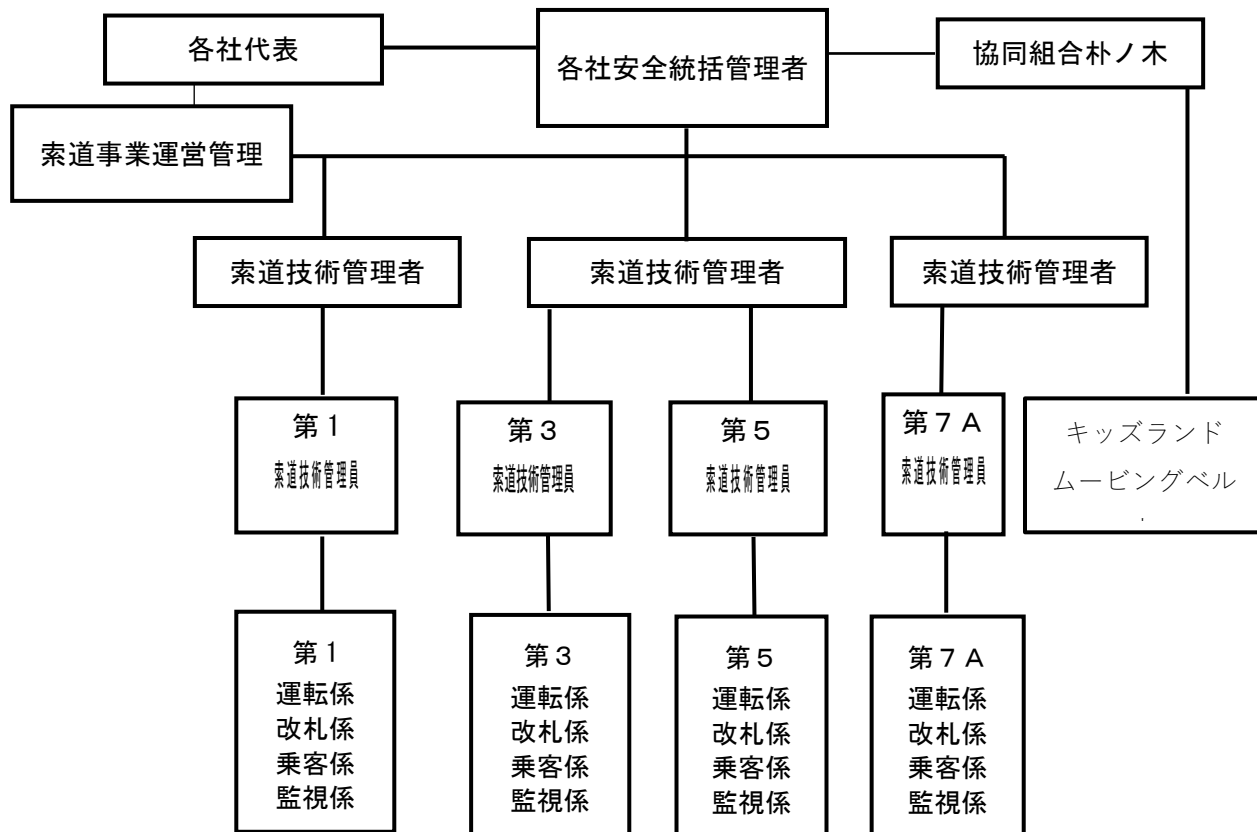 各社代表
各社安全統括管理者
協同組合朴ノ木
索道事業運営管理
索道技術管理者
索道技術管理者
索道技術管理者
第1
索道技術管理員
第3
索道技術管理員
第5
索道技術管理員
第7A
索道技術管理員
キッズランド
ムービングベル
第1
運転係
改札係
乗客係
監視係
第3
運転係
改札係
乗客係
監視係
第5
運転係
改札係
乗客係
監視係
第7A
運転係
改札係
乗客係
監視係